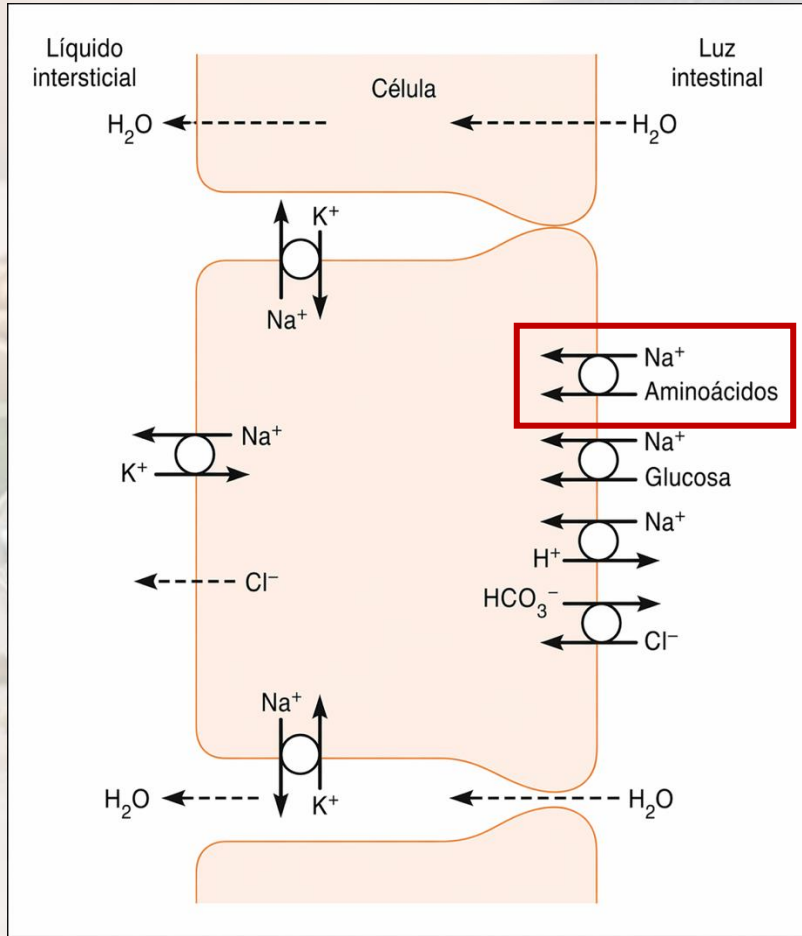 Líquido
intersticial
Célula
Luz
intestinal
H₂O
H₂O
K⁺
Na⁺
Na⁺
Aminoácidos
Na⁺
K⁺
Na⁺
Glucosa
Na⁺
H⁺
Cl⁻
HCO₃⁻
Cl⁻
Na⁺
K⁺
H₂O
H₂O